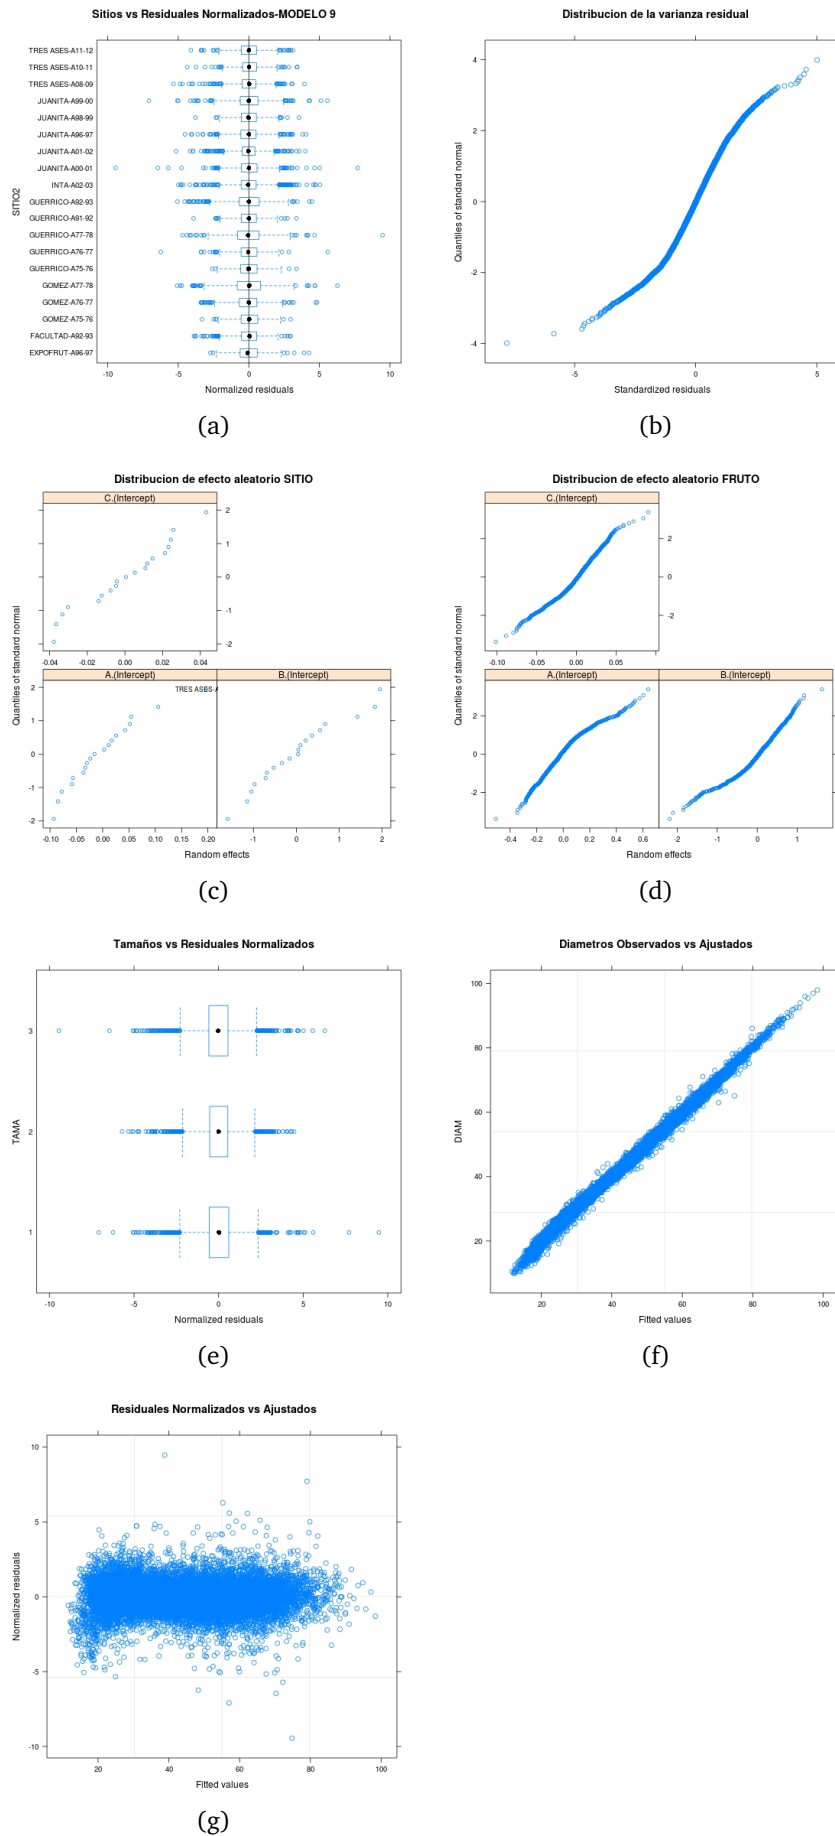 Sitios vs Residuales Normalizados-MODELO 9
SITIO2
TRES ASES-A11-12
TRES ASES-A10-11
TRES ASES-A08-09
JUANITA-A99-00
JUANITA-A98-99
JUANITA-A96-97
JUANITA-A01-02
JUANITA-A00-01
INTA-A02-03
GUERRICO-A92-93
GUERRICO-A91-92
GUERRICO-A77-78
GUERRICO-A76-77
GUERRICO-A75-76
GOMEZ-A77-78
GOMEZ-A76-77
GOMEZ-A75-76
FACULTAD-A92-93
EXPOFRUT-A96-97
-10 -5 0 5 10
Normalized residuals
(a)
Distribucion de la varianza residual
Quantiles of standard normal
4
2
0
-2
-4
-5 0 5
Standardized residuals
(b)
Distribucion de efecto aleatorio SITIO
C.(Intercept)
2
1
0
-1
-2
-0.04 -0.02 0.00 0.02 0.04
Quantiles of standard normal
A.(Intercept) B.(Intercept)
TRES ASES-A
2
1
0
-1
-2
-0.10 -0.05 0.00 0.05 0.10 0.15 0.20 -1 0 1 2
Random effects
(c)
Distribucion de efecto aleatorio FRUTO
C.(Intercept)
2
0
-2
-0.10 -0.05 0.00 0.05
Quantiles of standard normal
A.(Intercept) B.(Intercept)
2
0
-2
-0.4 -0.2 0.0 0.2 0.4 0.6 -2 -1 0 1
Random effects
(d)
Tamaños vs Residuales Normalizados
TAMA
3
2
1
-10 -5 0 5 10
Normalized residuals
(e)
Diametros Observados vs Ajustados
DIAM
100
80
60
40
20
20 40 60 80 100
Fitted values
(f)
Residuales Normalizados vs Ajustados
Normalized residuals
10
5
0
-5
-10
20 40 60 80 100
Fitted values
(g)